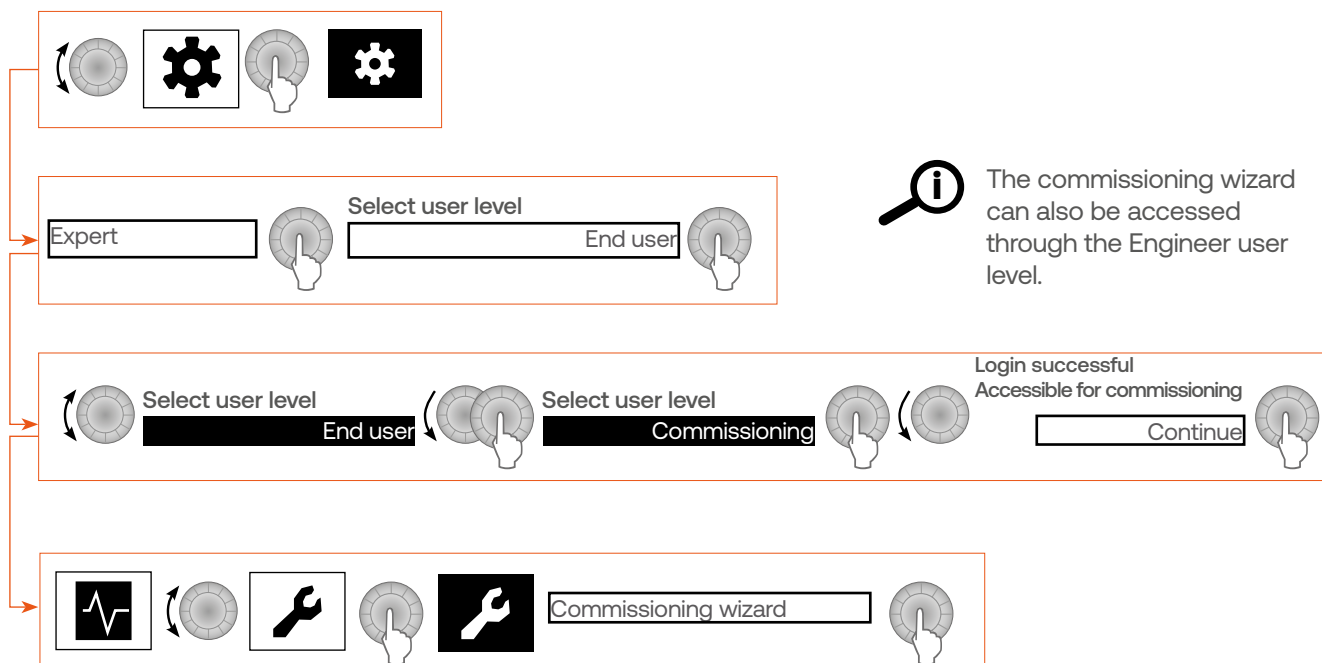 i
The commissioning wizard
can also be accessed
through the Engineer user
level.
Expert
Select user level
End user
Select user level
End user
Select user level
Commissioning
Login successful
Accessible for commissioning
Continue
Commissioning wizard